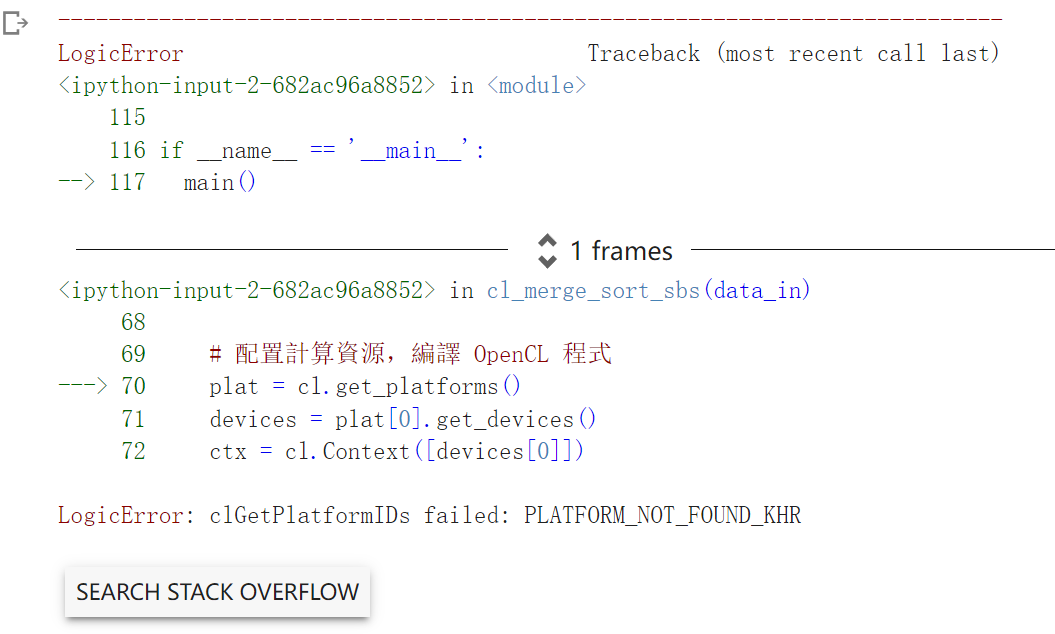 --------------------------------------------------------------------------
LogicError                                Traceback (most recent call last)
<ipython-input-2-682ac96a8852> in <module>
    115
    116 if __name__ == '__main__':
--> 117   main()
1 frames
<ipython-input-2-682ac96a8852> in cl_merge_sort_sbs(data_in)
     68
     69     # 配置計算資源，編譯 OpenCL 程式
---> 70     plat = cl.get_platforms()
     71     devices = plat[0].get_devices()
     72     ctx = cl.Context([devices[0]])
LogicError: clGetPlatformIDs failed: PLATFORM_NOT_FOUND_KHR
SEARCH STACK OVERFLOW